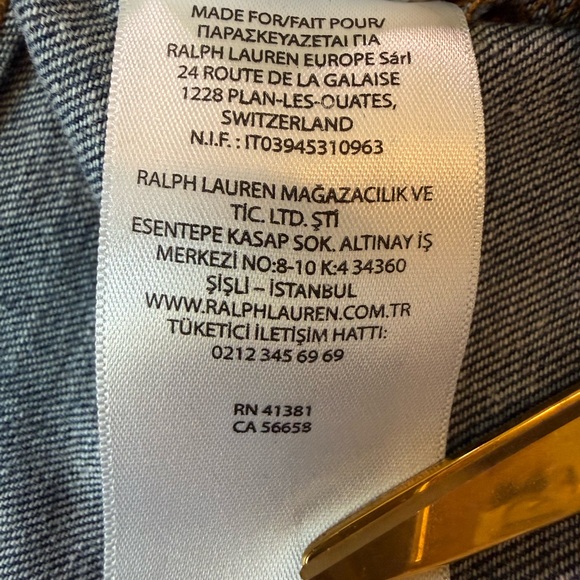 MADE FOR/FAIT POUR/
ΠΑΡΑΣΚΕΥΑΖΕΤΑΙ ΓΙΑ
RALPH LAUREN EUROPE Sárl
24 ROUTE DE LA GALAISE
1228 PLAN-LES-OUATES,
SWITZERLAND
N.I.F. : IT03945310963
RALPH LAUREN MAĞAZACILIK VE
TİC. LTD. ŞTİ
ESENTEPE KASAP SOK. ALTINAY İŞ
MERKEZİ NO:8-10 K:4 34360
ŞİŞLİ – İSTANBUL
WWW.RALPHLAUREN.COM.TR
TÜKETİCİ İLETİŞİM HATTI:
0212 345 69 69
RN 41381
CA 56658